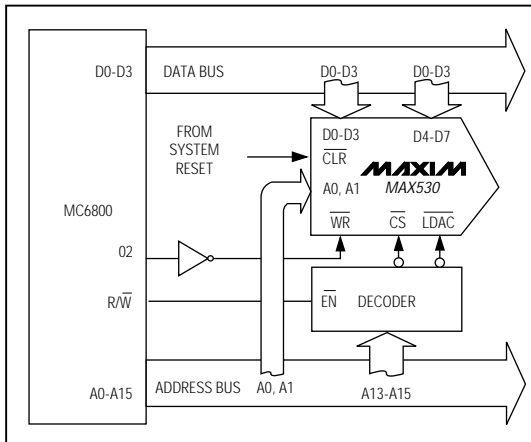 D0-D3 DATA BUS D0-D3 D0-D3
FROM
SYSTEM
RESET
D0-D3 D4-D7
CLR
MAXIM
A0, A1 MAX530
MC6800
WR CS LDAC
02
R/W EN DECODER
A0-A15 ADDRESS BUS A0, A1 A13-A15